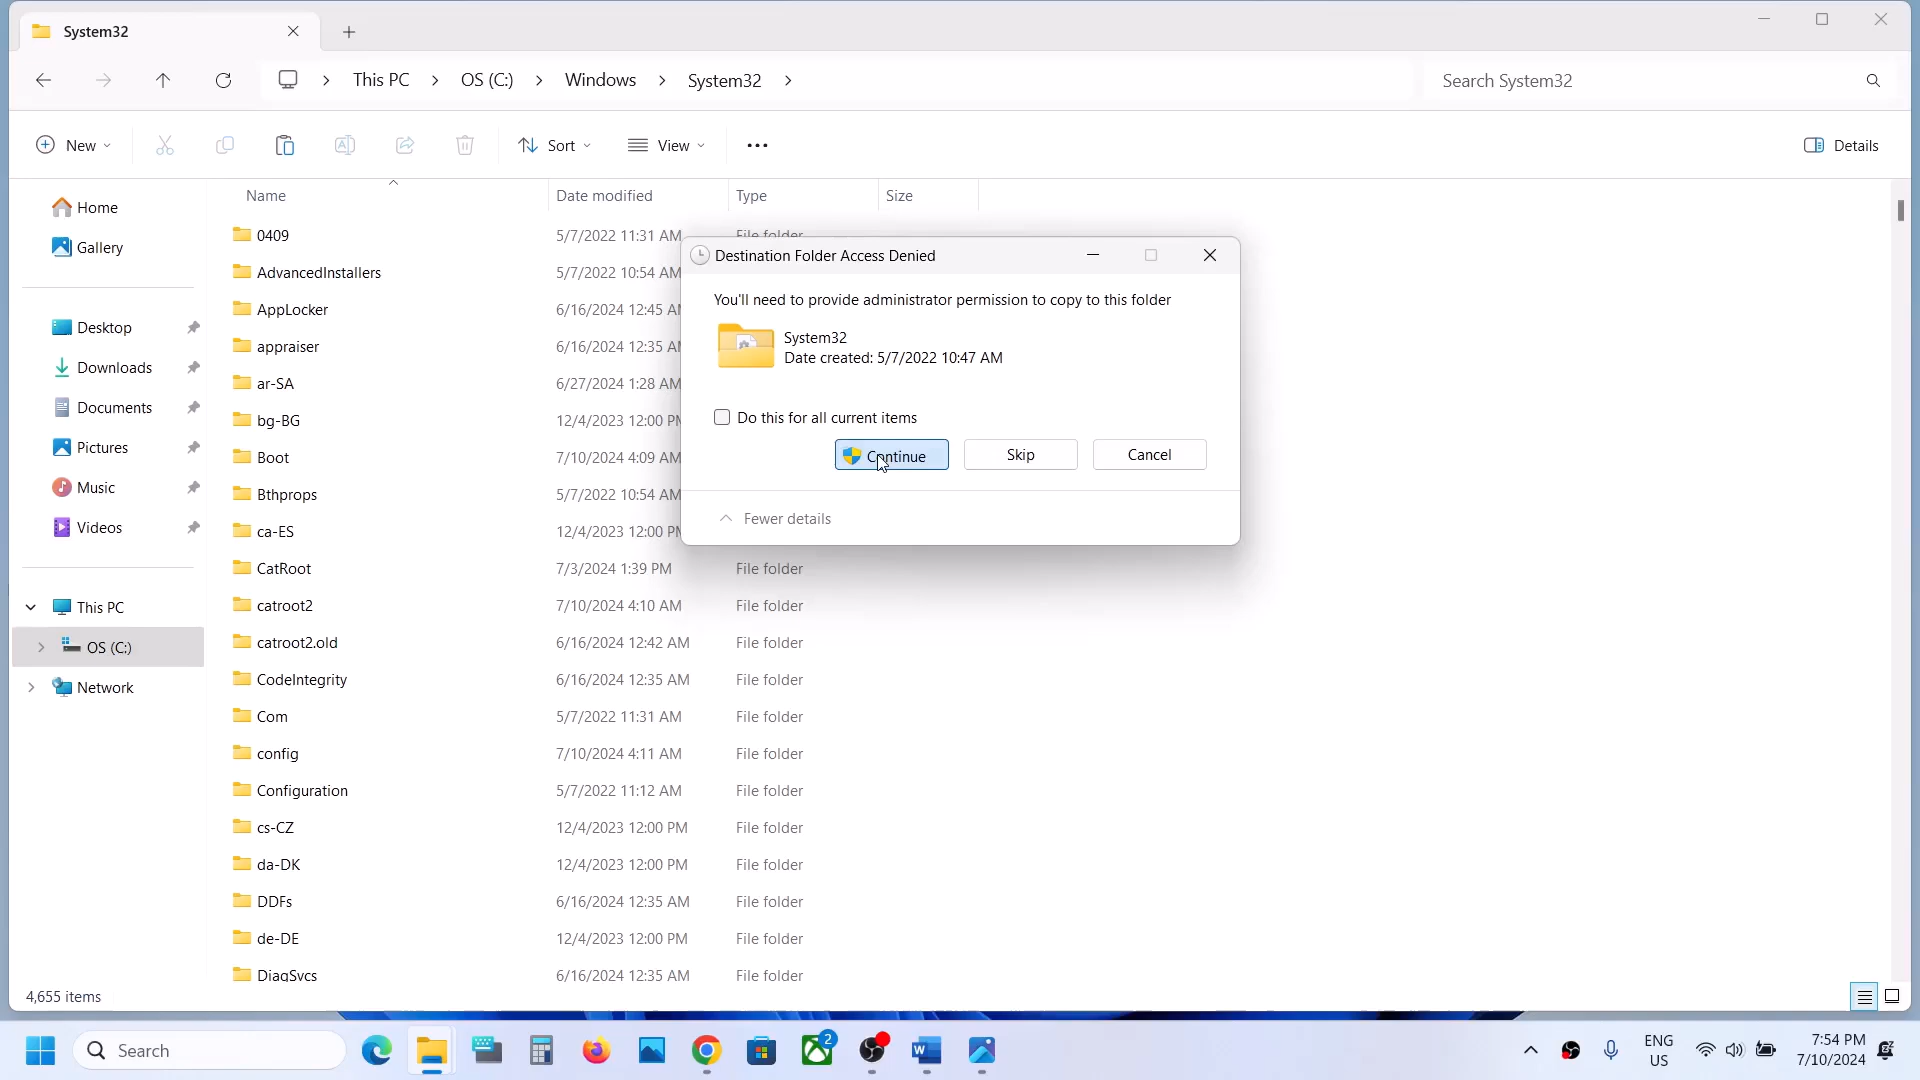 System32
This PC
OS (C:)
Windows
System32
Search System32
New
Sort
View
Details
Name
Date modified
Type
Size
Home
Gallery
Desktop
Downloads
Documents
Pictures
Music
Videos
This PC
OS (C:)
Network
0409 5/7/2022 11:31 AM File folder
AdvancedInstallers 5/7/2022 10:54 AM
AppLocker 6/16/2024 12:45 AM
appraiser 6/16/2024 12:35 AM
ar-SA 6/27/2024 1:28 AM
bg-BG 12/4/2023 12:00 PM
Boot 7/10/2024 4:09 AM
Bthprops 5/7/2022 10:54 AM
ca-ES 12/4/2023 12:00 PM
CatRoot 7/3/2024 1:39 PM File folder
catroot2 7/10/2024 4:10 AM File folder
catroot2.old 6/16/2024 12:42 AM File folder
CodeIntegrity 6/16/2024 12:35 AM File folder
Com 5/7/2022 11:31 AM File folder
config 7/10/2024 4:11 AM File folder
Configuration 5/7/2022 11:12 AM File folder
cs-CZ 12/4/2023 12:00 PM File folder
da-DK 12/4/2023 12:00 PM File folder
DDFs 6/16/2024 12:35 AM File folder
de-DE 12/4/2023 12:00 PM File folder
DiagSvcs 6/16/2024 12:35 AM File folder
Destination Folder Access Denied
You'll need to provide administrator permission to copy to this folder
System32
Date created: 5/7/2022 10:47 AM
Do this for all current items
Continue
Skip
Cancel
Fewer details
4,655 items
Search
2
ENG
US
7:54 PM
7/10/2024